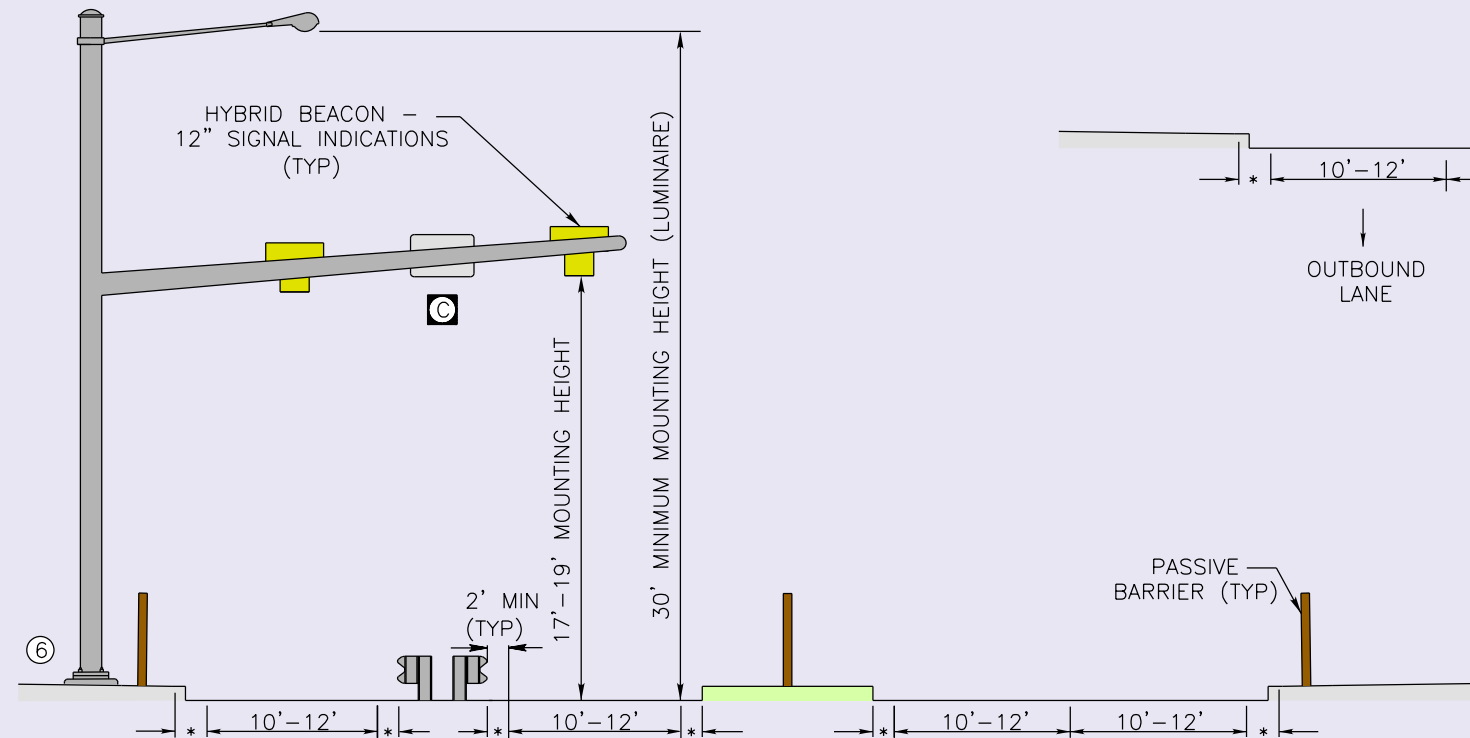 HYBRID BEACON –
12" SIGNAL INDICATIONS
(TYP)
C
17'–19' MOUNTING HEIGHT
30' MINIMUM MOUNTING HEIGHT (LUMINAIRE)
* 10'–12'
OUTBOUND
LANE
PASSIVE
BARRIER (TYP)
2' MIN
(TYP)
6
* 10'–12' * * 10'–12' * * 10'–12' 10'–12' *